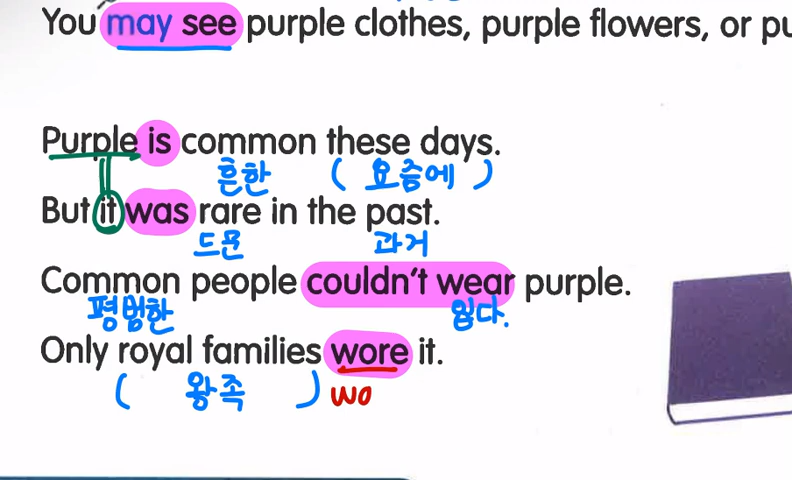 You may see purple clothes, purple flowers, or pu
Purple is common these days.
흔한 ( 요즘에 )
But it was rare in the past.
드문 과거
Common people couldn't wear purple.
평범한 입다.
Only royal families wore it.
( 왕족 ) wo